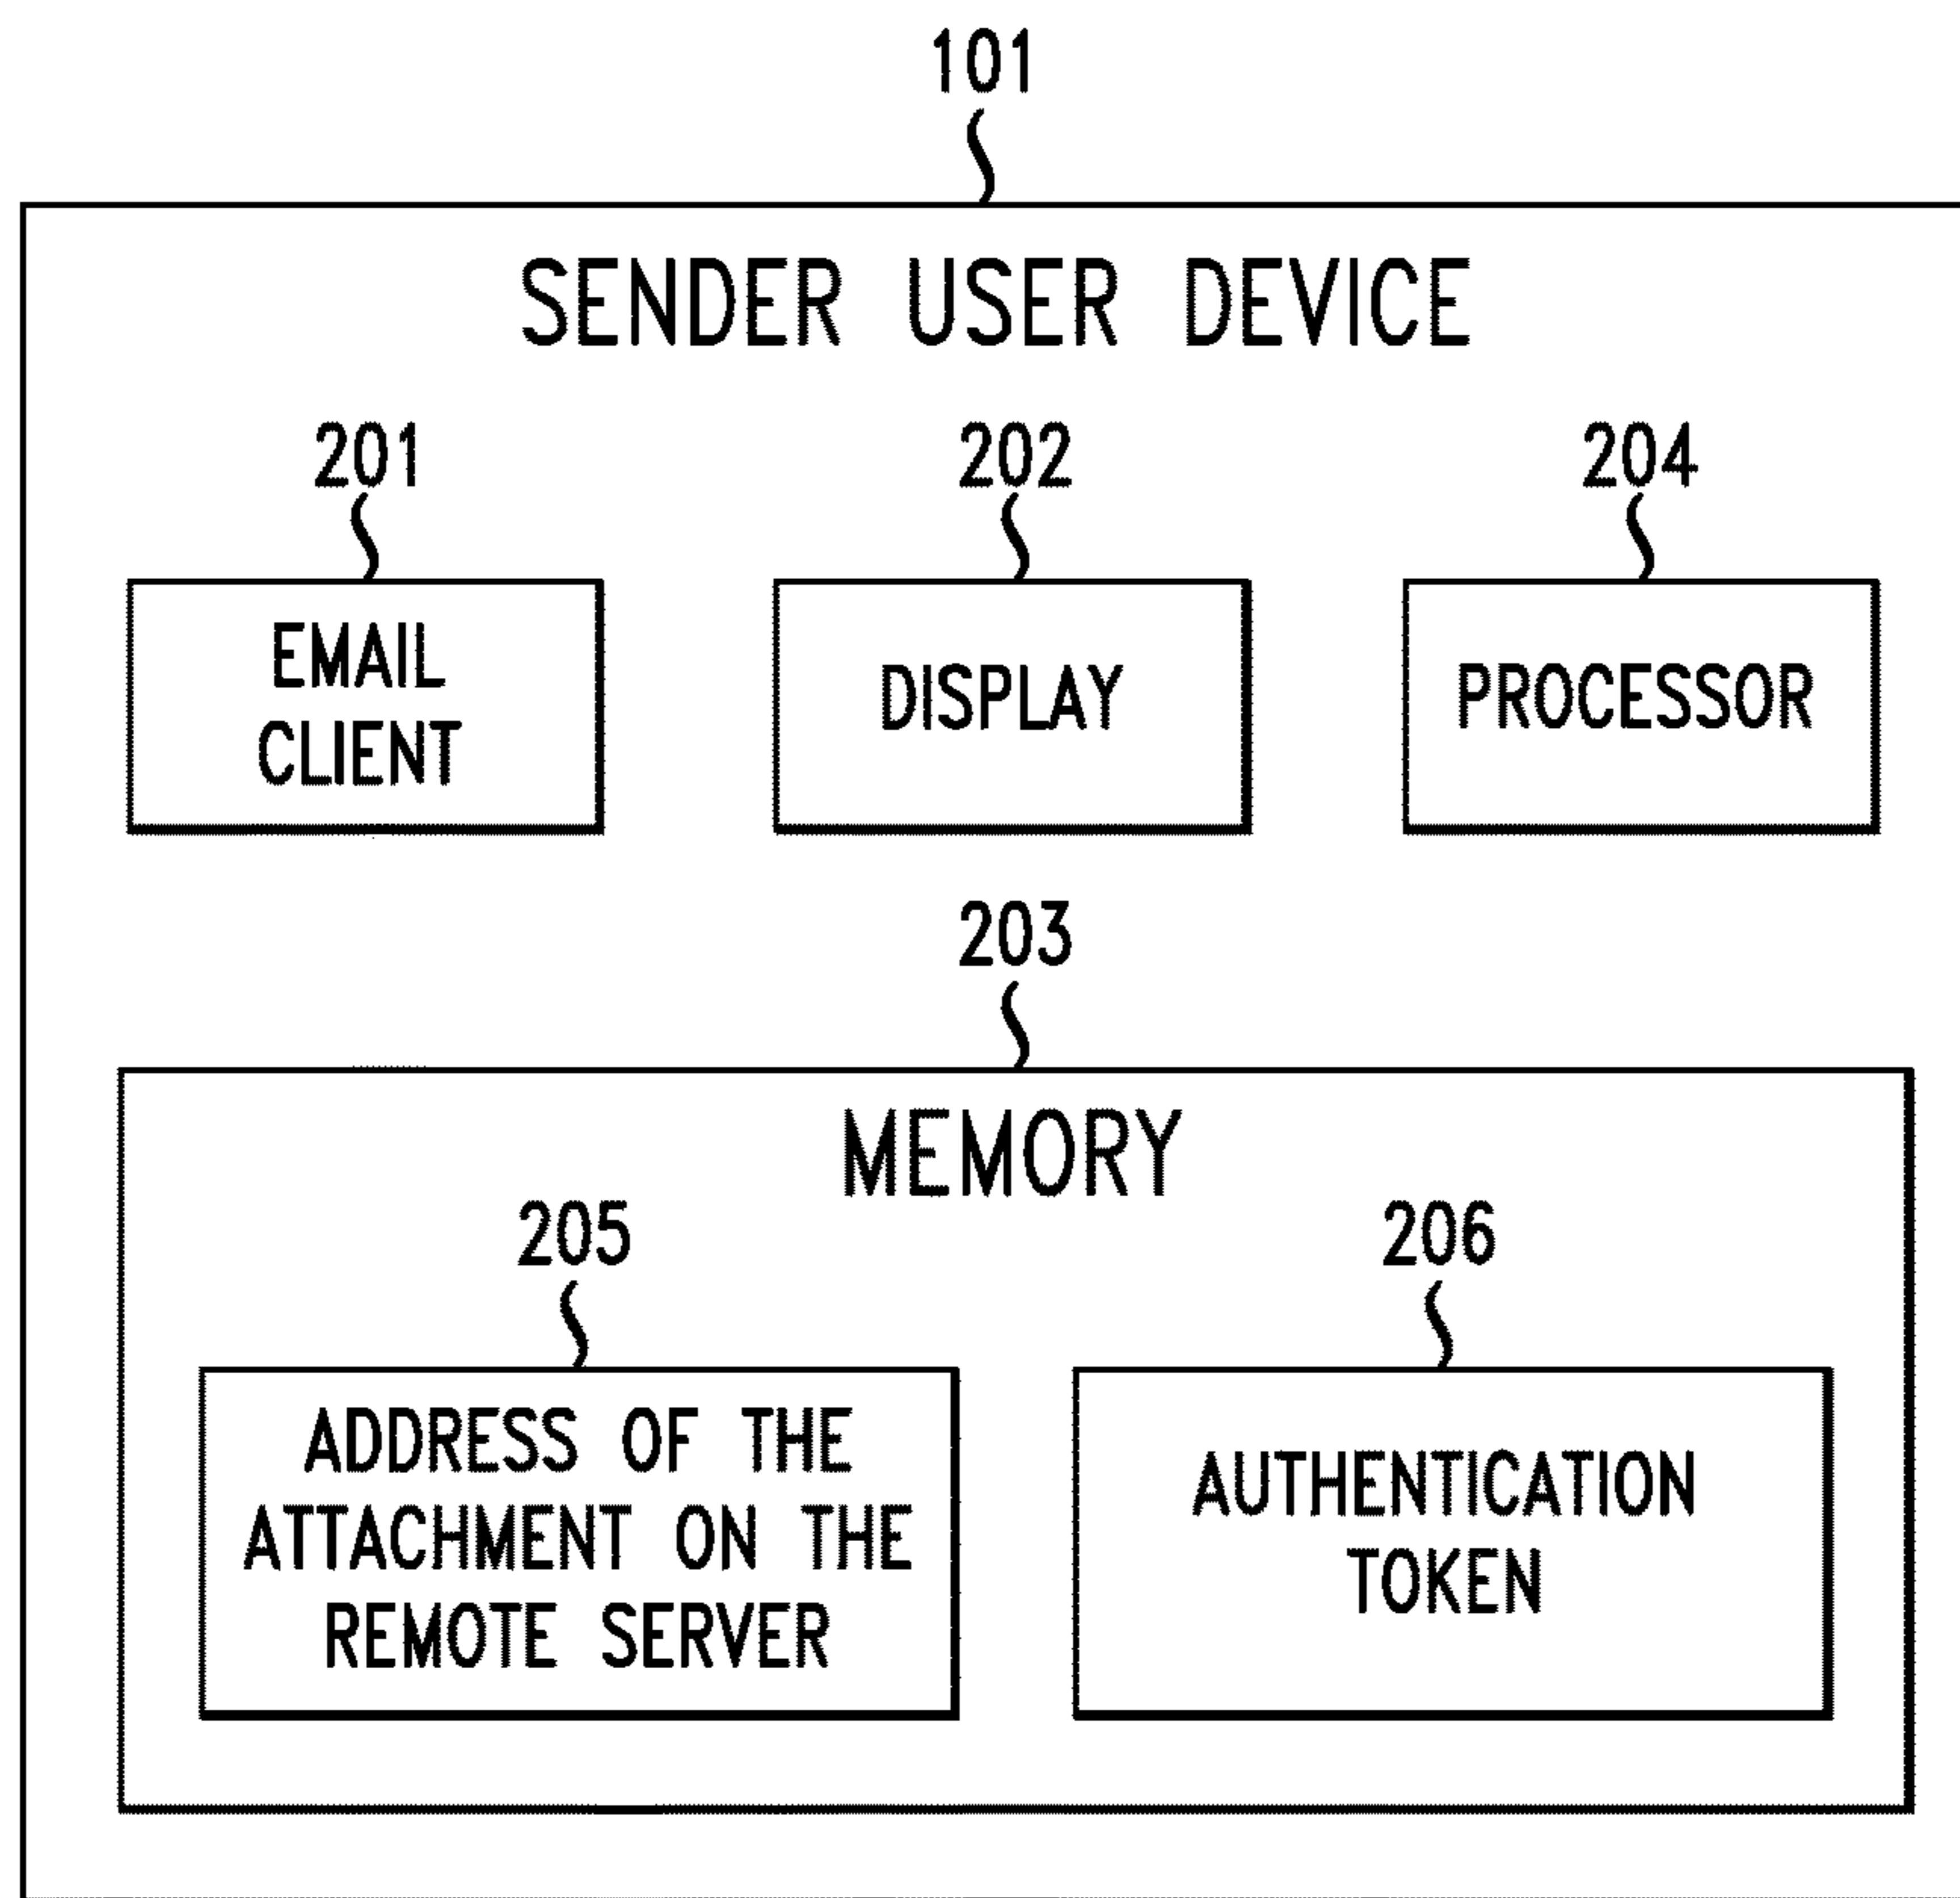 101
SENDER USER DEVICE
201
202
204
EMAIL
CLIENT
DISPLAY
PROCESSOR
203
MEMORY
205
206
ADDRESS OF THE
ATTACHMENT ON THE
REMOTE SERVER
AUTHENTICATION
TOKEN